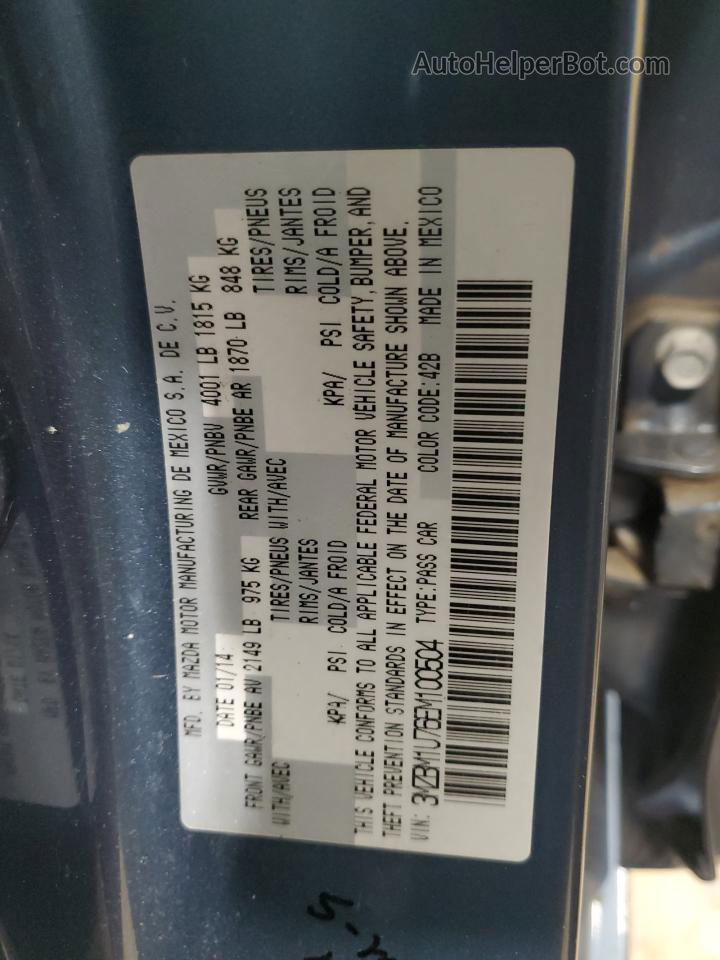 AutoHelperBot.com
MFD. BY MAZDA MOTOR MANUFACTURING DE MEXICO S.A. DE C.V.
DATE 01/14 GVWR/PNBV 4001 LB 1815 KG
FRONT GAWR/PNBE AV 2149 LB 975 KG REAR GAWR/PNBE AR 1870 LB 848 KG
WITH/AVEC TIRES/PNEUS WITH/AVEC TIRES/PNEUS
RIMS/JANTES RIMS/JANTES
KPA/ PSI COLD/A FROID KPA/ PSI COLD/A FROID
THIS VEHICLE CONFORMS TO ALL APPLICABLE FEDERAL MOTOR VEHICLE SAFETY, BUMPER, AND
THEFT PREVENTION STANDARDS IN EFFECT ON THE DATE OF MANUFACTURE SHOWN ABOVE.
VIN: 3MZBM1U76EM100504 TYPE:PASS CAR COLOR CODE:42B MADE IN MEXICO